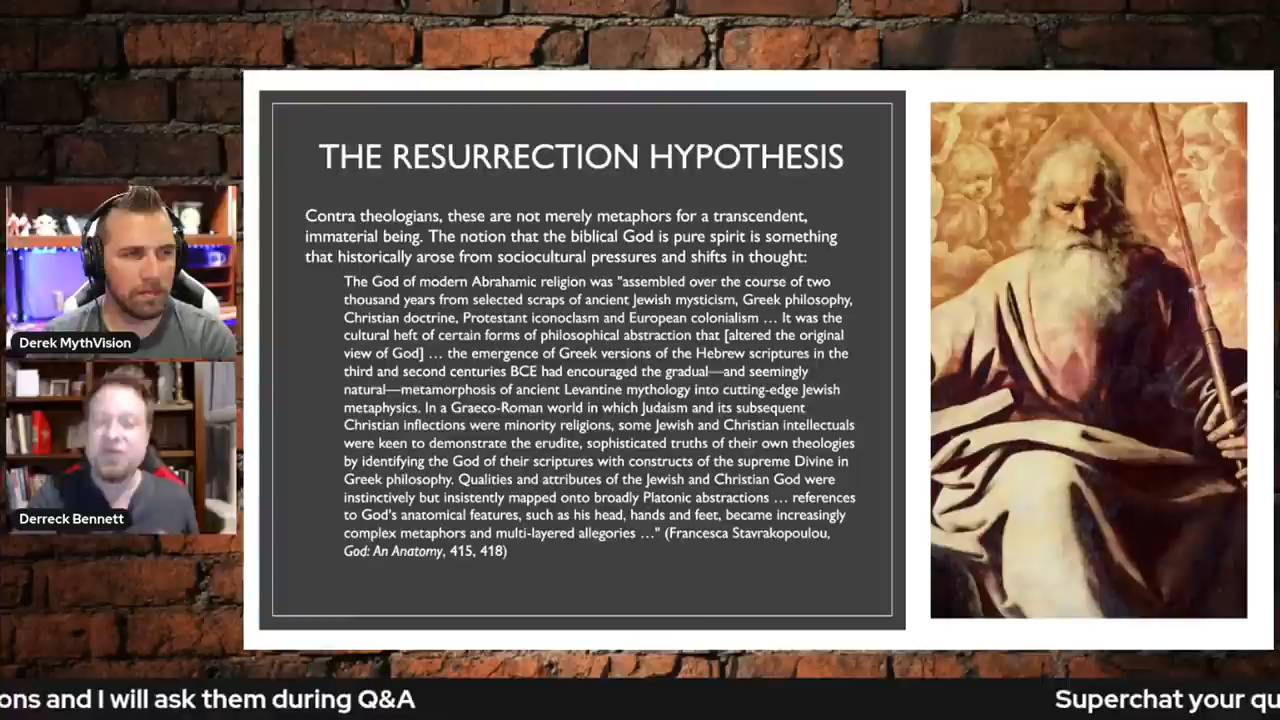 THE RESURRECTION HYPOTHESIS
Contra theologians, these are not merely metaphors for a transcendent,
immaterial being. The notion that the biblical God is pure spirit is something
that historically arose from sociocultural pressures and shifts in thought:
The God of modern Abrahamic religion was "assembled over the course of two
thousand years from selected scraps of ancient Jewish mysticism, Greek philosophy,
Christian doctrine, Protestant iconoclasm and European colonialism … It was the
cultural heft of certain forms of philosophical abstraction that [altered the original
view of God] … the emergence of Greek versions of the Hebrew scriptures in the
third and second centuries BCE had encouraged the gradual—and seemingly
natural—metamorphosis of ancient Levantine mythology into cutting-edge Jewish
metaphysics. In a Graeco-Roman world in which Judaism and its subsequent
Christian inflections were minority religions, some Jewish and Christian intellectuals
were keen to demonstrate the erudite, sophisticated truths of their own theologies
by identifying the God of their scriptures with constructs of the supreme Divine in
Greek philosophy. Qualities and attributes of the Jewish and Christian God were
instinctively but insistently mapped onto broadly Platonic abstractions … references
to God's anatomical features, such as his head, hands and feet, became increasingly
complex metaphors and multi-layered allegories …" (Francesca Stavrakopoulou,
God: An Anatomy, 415, 418)
Derek MythVision
Derreck Bennett
ons and I will ask them during Q&A
Superchat your qu